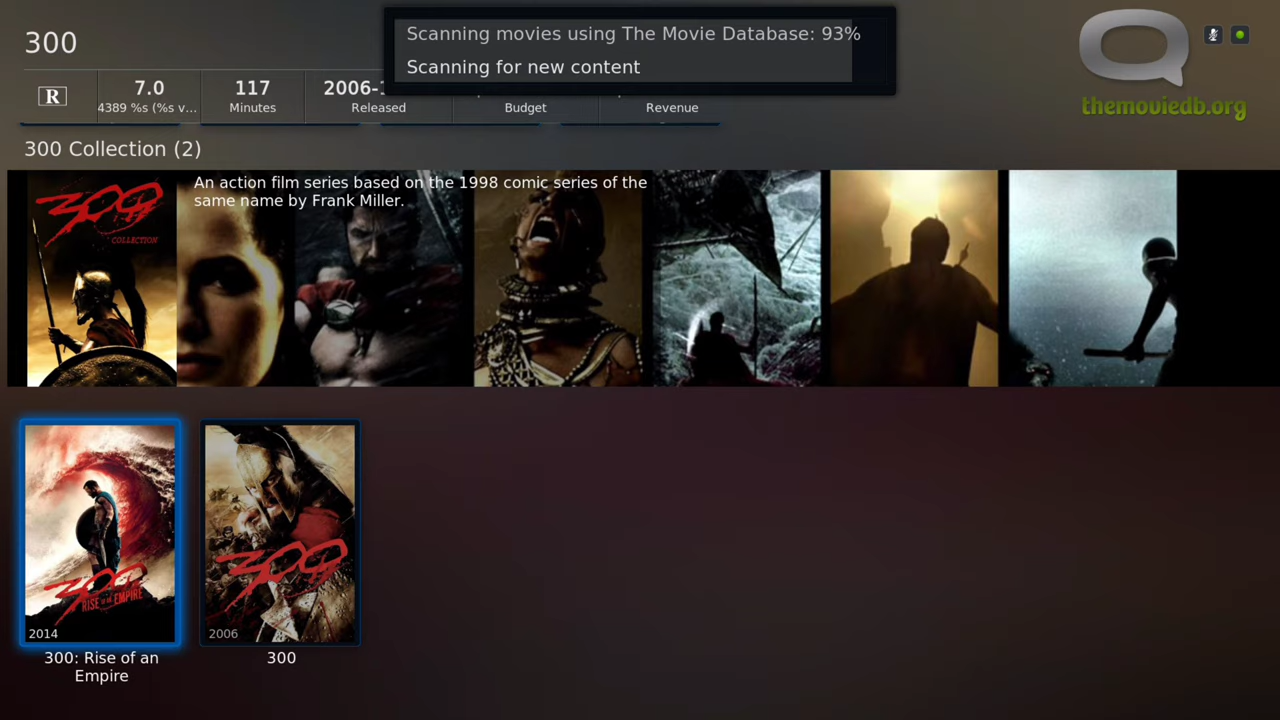 300
Scanning movies using The Movie Database: 93%
Scanning for new content
R
7.0
4389 %s (%s v...
117
Minutes
2006-
Released
Budget
Revenue
themoviedb.org
300 Collection (2)
An action film series based on the 1998 comic series of the
same name by Frank Miller.
300
COLLECTION
300
RISE OF AN EMPIRE
2014
300: Rise of an
Empire
300
2006
300